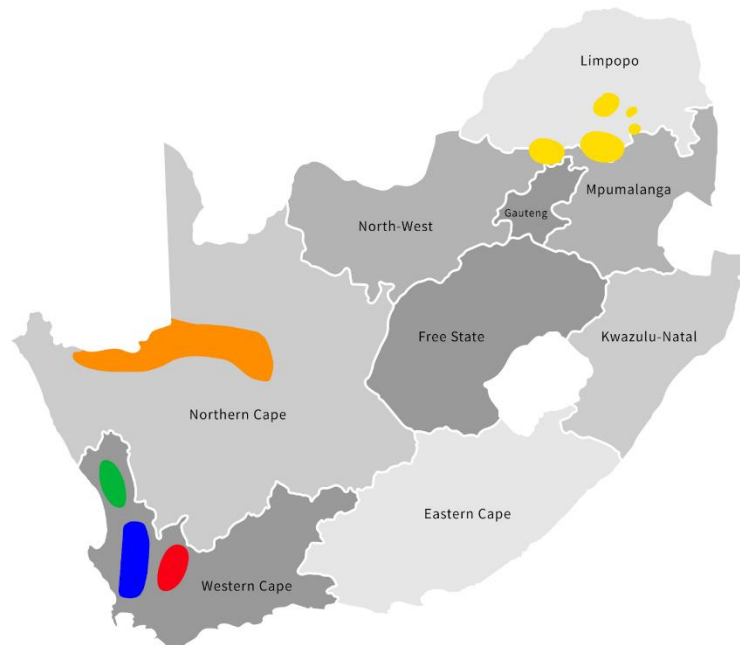 Limpopo
Mpumalanga
Gauteng
North-West
Free State
Kwazulu-Natal
Northern Cape
Eastern Cape
Western Cape